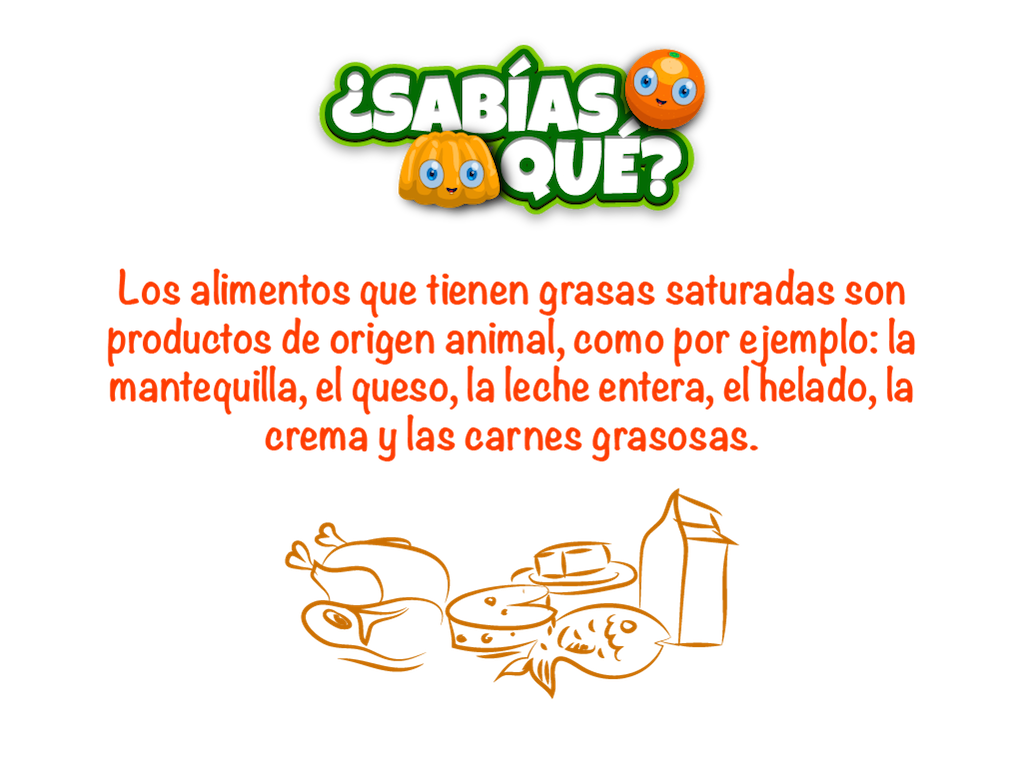 ¿SABÍAS
QUÉ?
Los alimentos que tienen grasas saturadas son
productos de origen animal, como por ejemplo: la
mantequilla, el queso, la leche entera, el helado, la
crema y las carnes grasosas.